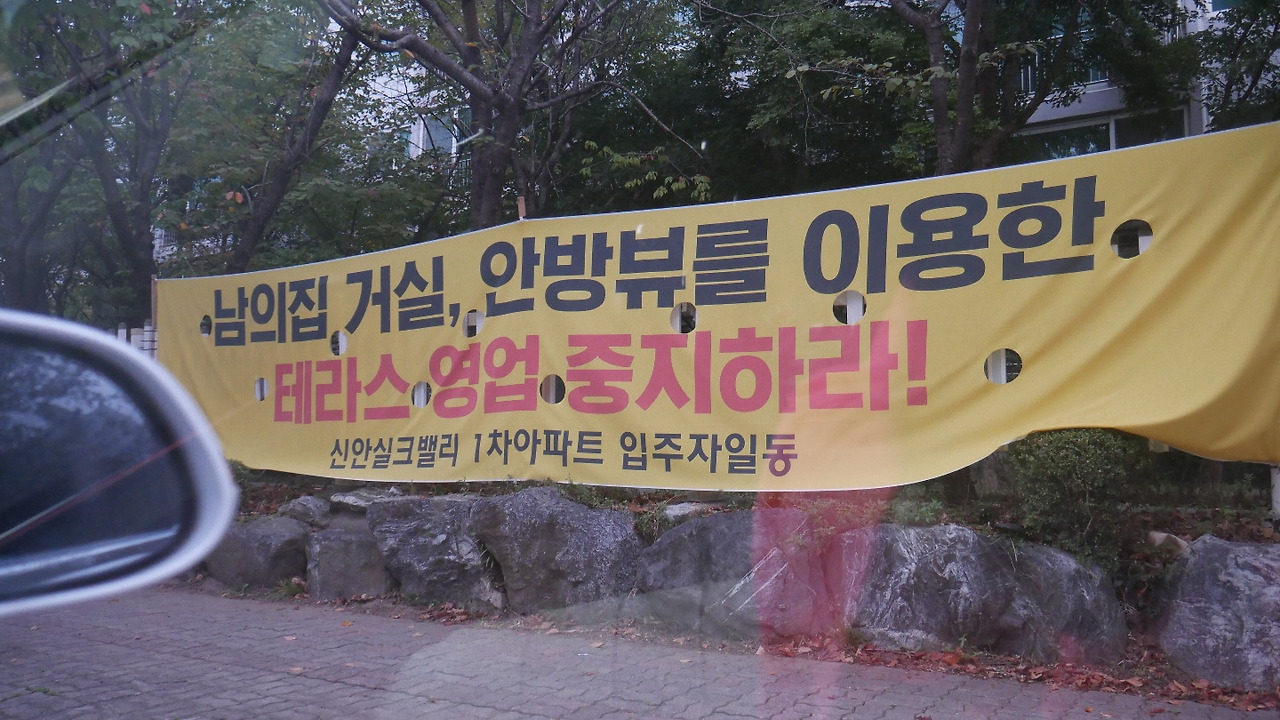 남의집 거실, 안방뷰를 이용한
테라스 영업 중지하라!
신안실크밸리 1차아파트 입주자일동